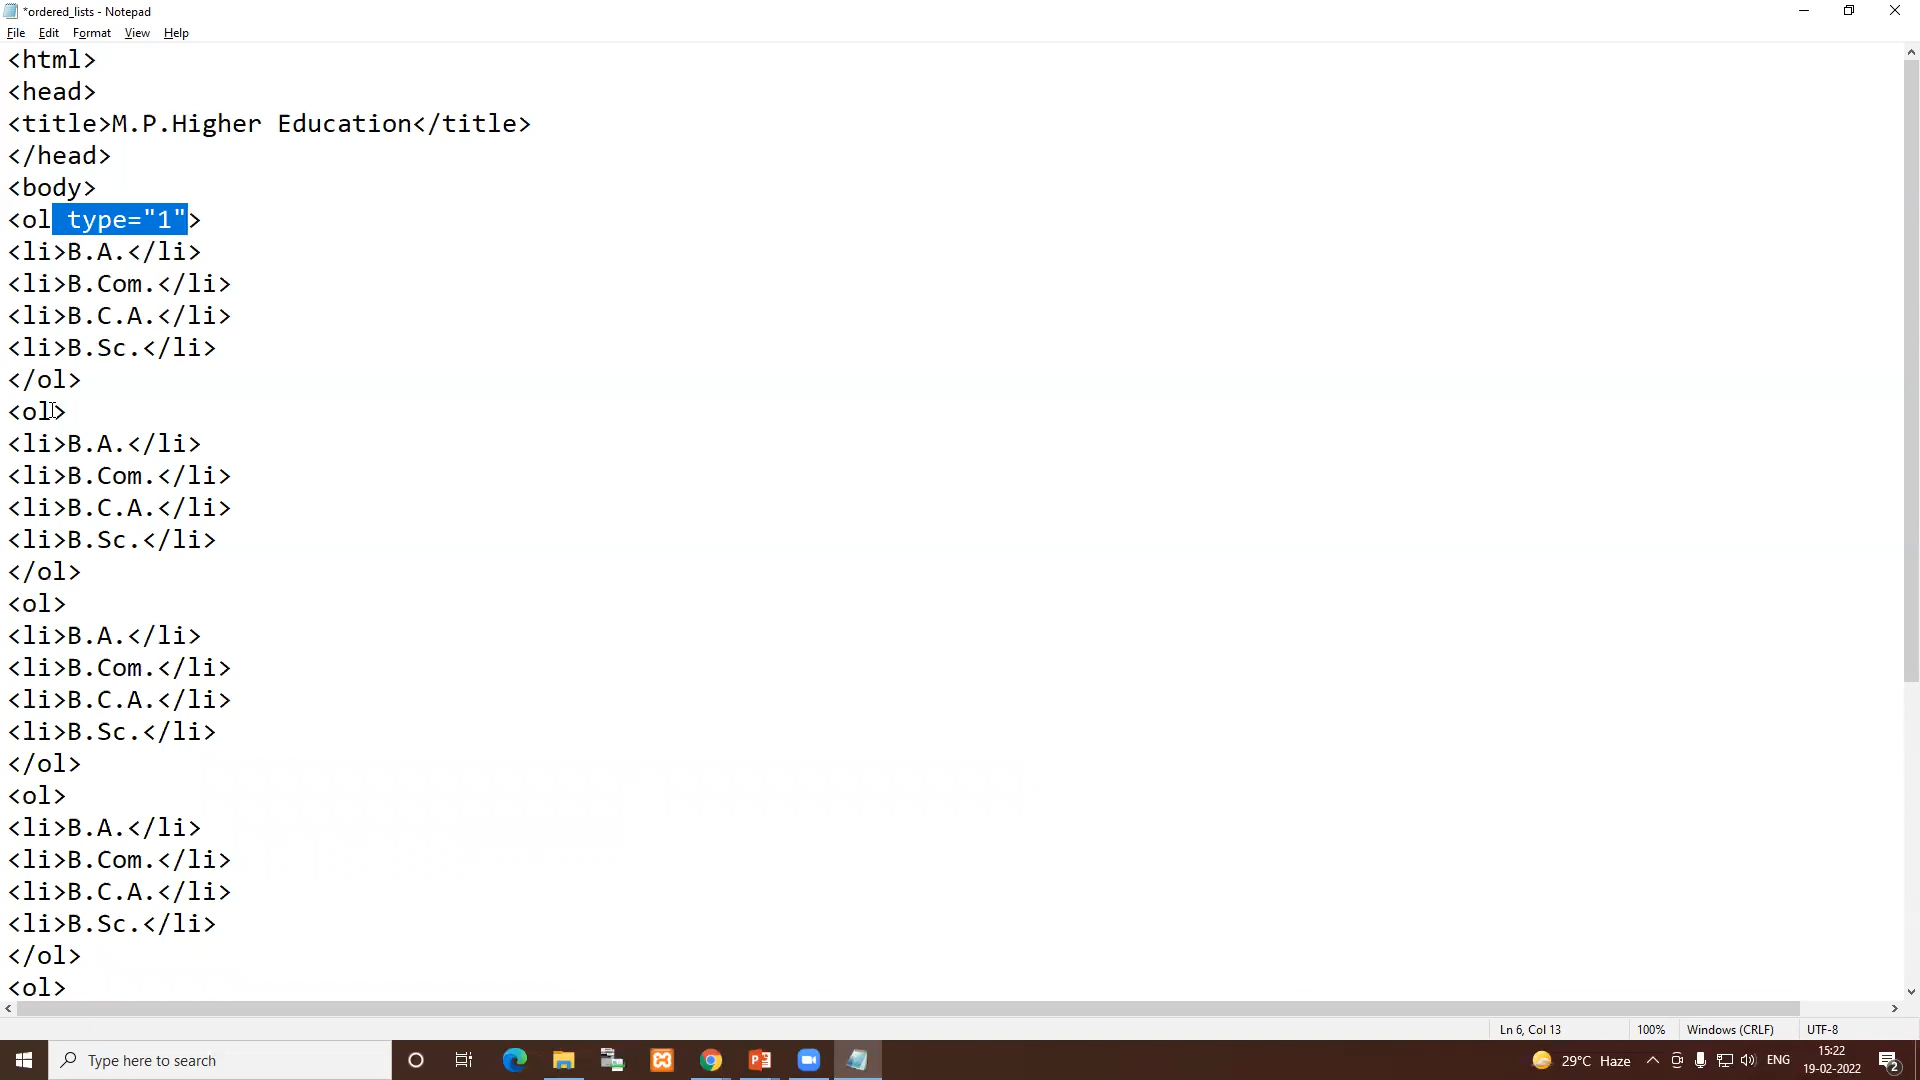 *ordered_lists - Notepad
File Edit Format View Help
<html>
<head>
<title>M.P.Higher Education</title>
</head>
<body>
<ol type="1">
<li>B.A.</li>
<li>B.Com.</li>
<li>B.C.A.</li>
<li>B.Sc.</li>
</ol>
<ol>
<li>B.A.</li>
<li>B.Com.</li>
<li>B.C.A.</li>
<li>B.Sc.</li>
</ol>
<ol>
<li>B.A.</li>
<li>B.Com.</li>
<li>B.C.A.</li>
<li>B.Sc.</li>
</ol>
<ol>
<li>B.A.</li>
<li>B.Com.</li>
<li>B.C.A.</li>
<li>B.Sc.</li>
</ol>
<ol>
Ln 6, Col 13 100% Windows (CRLF) UTF-8
Type here to search 29°C Haze ENG 15:22
19-02-2022 2